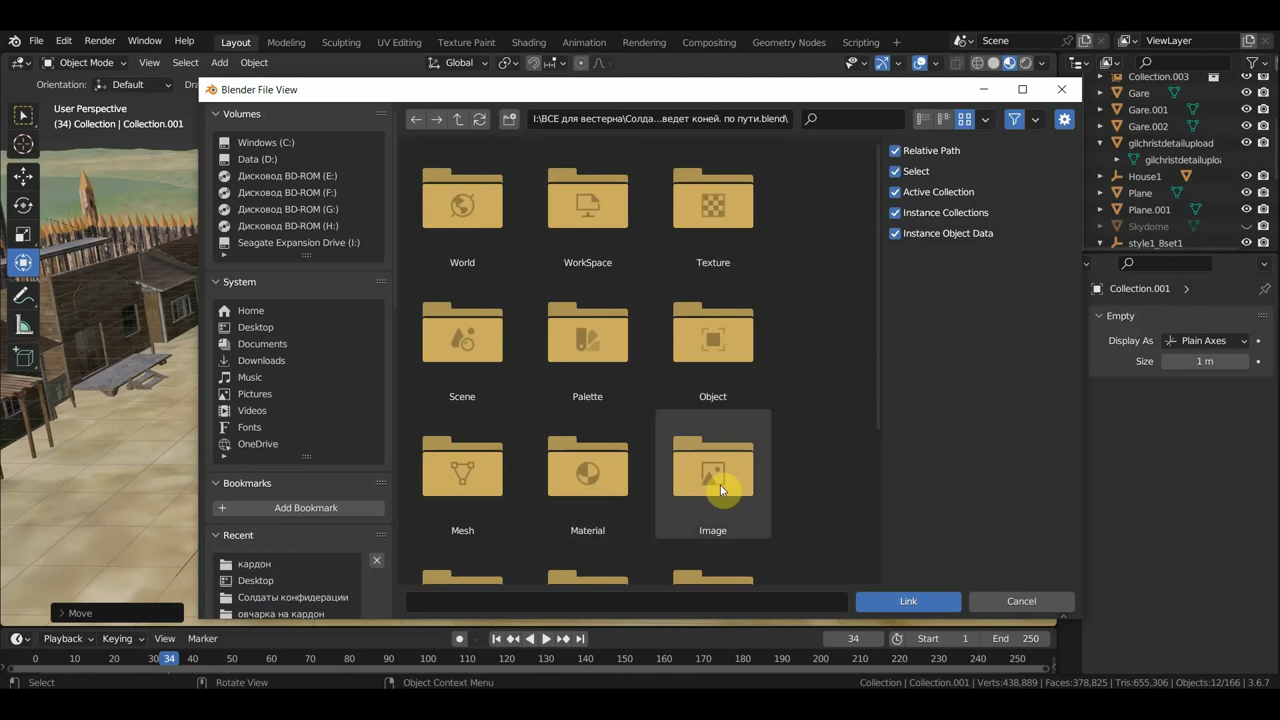 File Edit Render Window Help Layout Modeling Sculpting UV Editing Texture Paint Shading Animation Rendering Compositing Geometry Nodes Scripting + Scene ViewLayer
Object Mode View Select Add Object Global
Orientation: Default
User Perspective
(34) Collection | Collection.001
Blender File View
Volumes
Windows (C:)
Data (D:)
Дисковод BD-ROM (E:)
Дисковод BD-ROM (F:)
Дисковод BD-ROM (G:)
Дисковод BD-ROM (H:)
Seagate Expansion Drive (I:)
System
Home
Desktop
Documents
Downloads
Music
Pictures
Videos
Fonts
OneDrive
Bookmarks
Add Bookmark
Recent
кардон
Desktop
Солдаты конфидерации
овчарка на кардон
I:\ВСЕ для вестерна\Солда...ведет коней. по пути.blend\
World WorkSpace Texture
Scene Palette Object
Mesh Material Image
Relative Path
Select
Active Collection
Instance Collections
Instance Object Data
Link Cancel
Collection.003
Gare
Gare.001
Gare.002
gilchristdetailupload
gilchristdetailuploa
House1
Plane
Plane.001
Skydome
style1_8set1
Collection.001
Empty
Display As Plain Axes
Size 1 m
Move
Playback Keying View Marker 34 Start 1 End 250
0 10 20 30 34 40 50 60 70 80 90 100 110 120 130 140 150 160 170 180 190 200 210 220 230 240 250
Select Rotate View Object Context Menu Collection | Collection.001 | Verts:438,889 | Faces:378,825 | Tris:655,306 | Objects:12/166 | 3.6.7